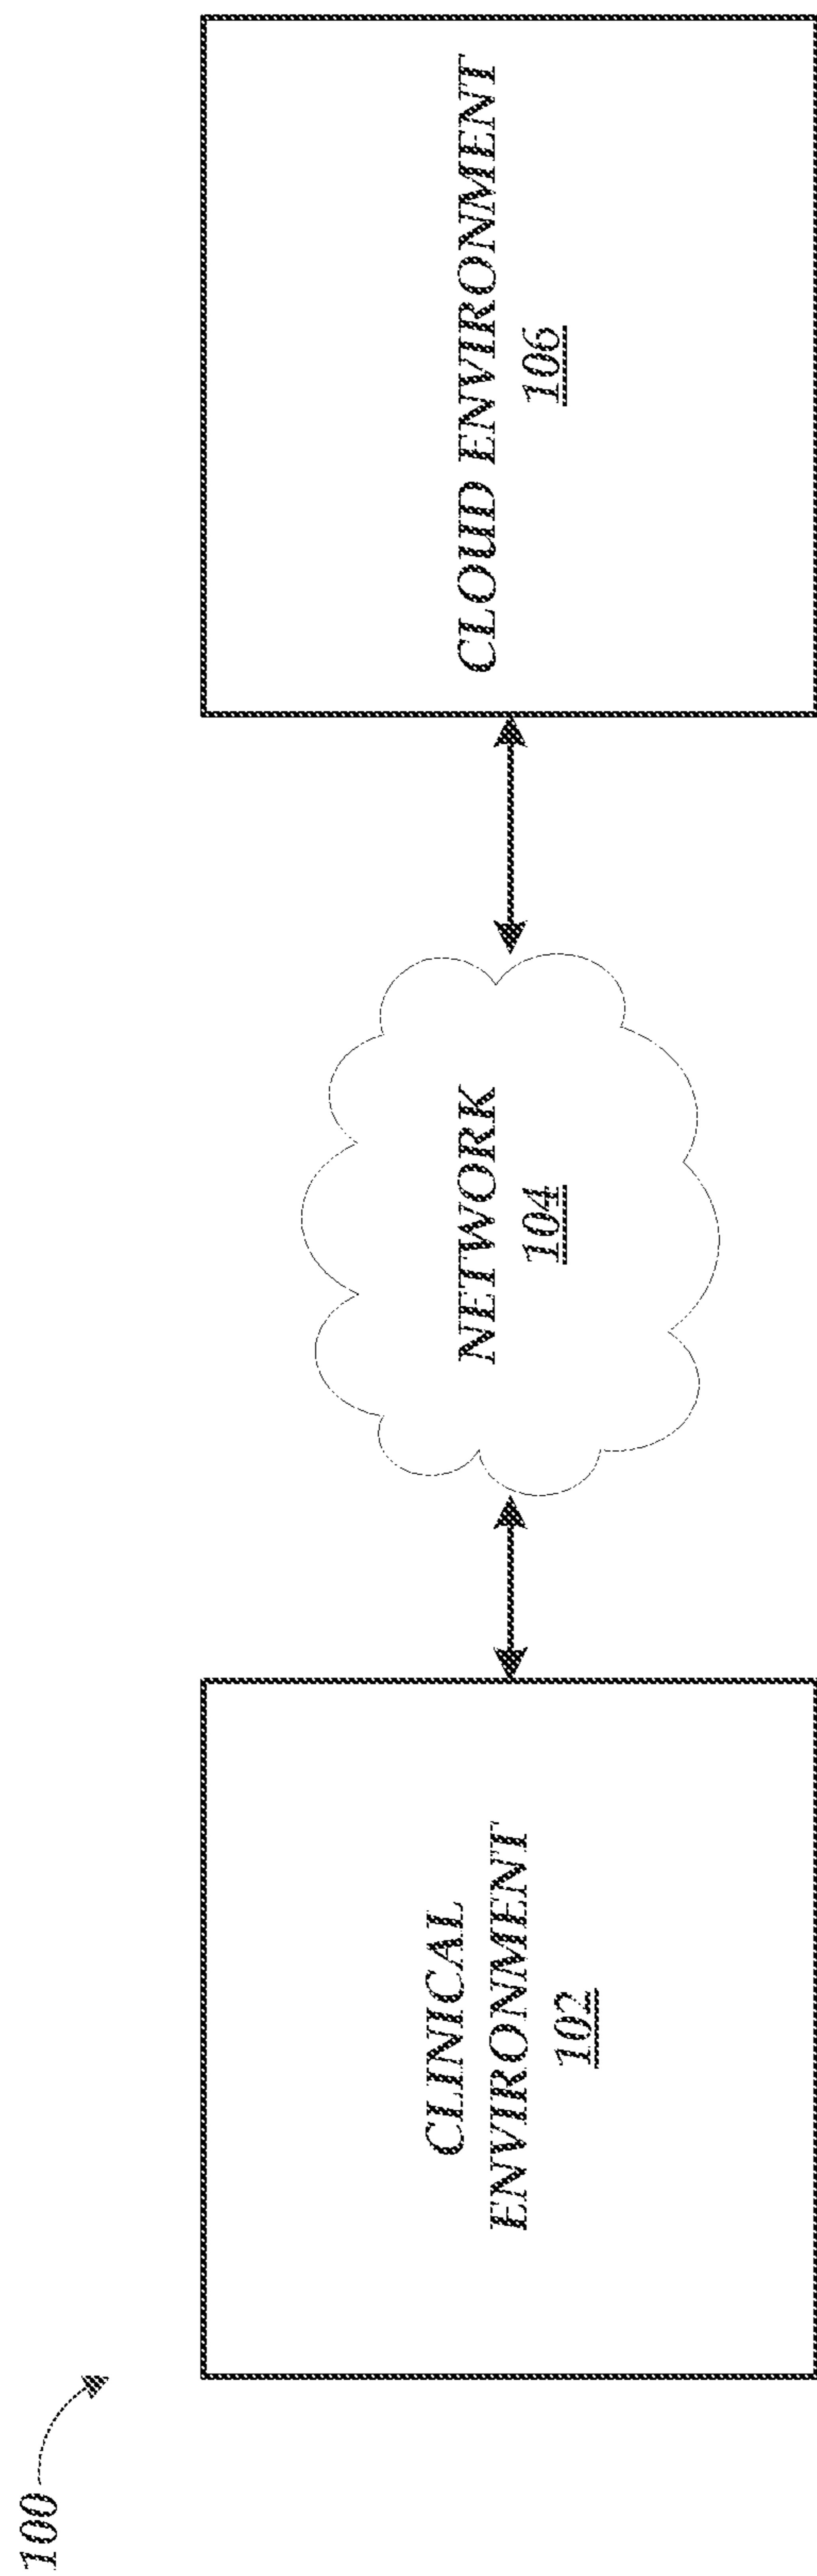 100
CLINICAL
ENVIRONMENT
102
NETWORK
104
CLOUD ENVIRONMENT
106